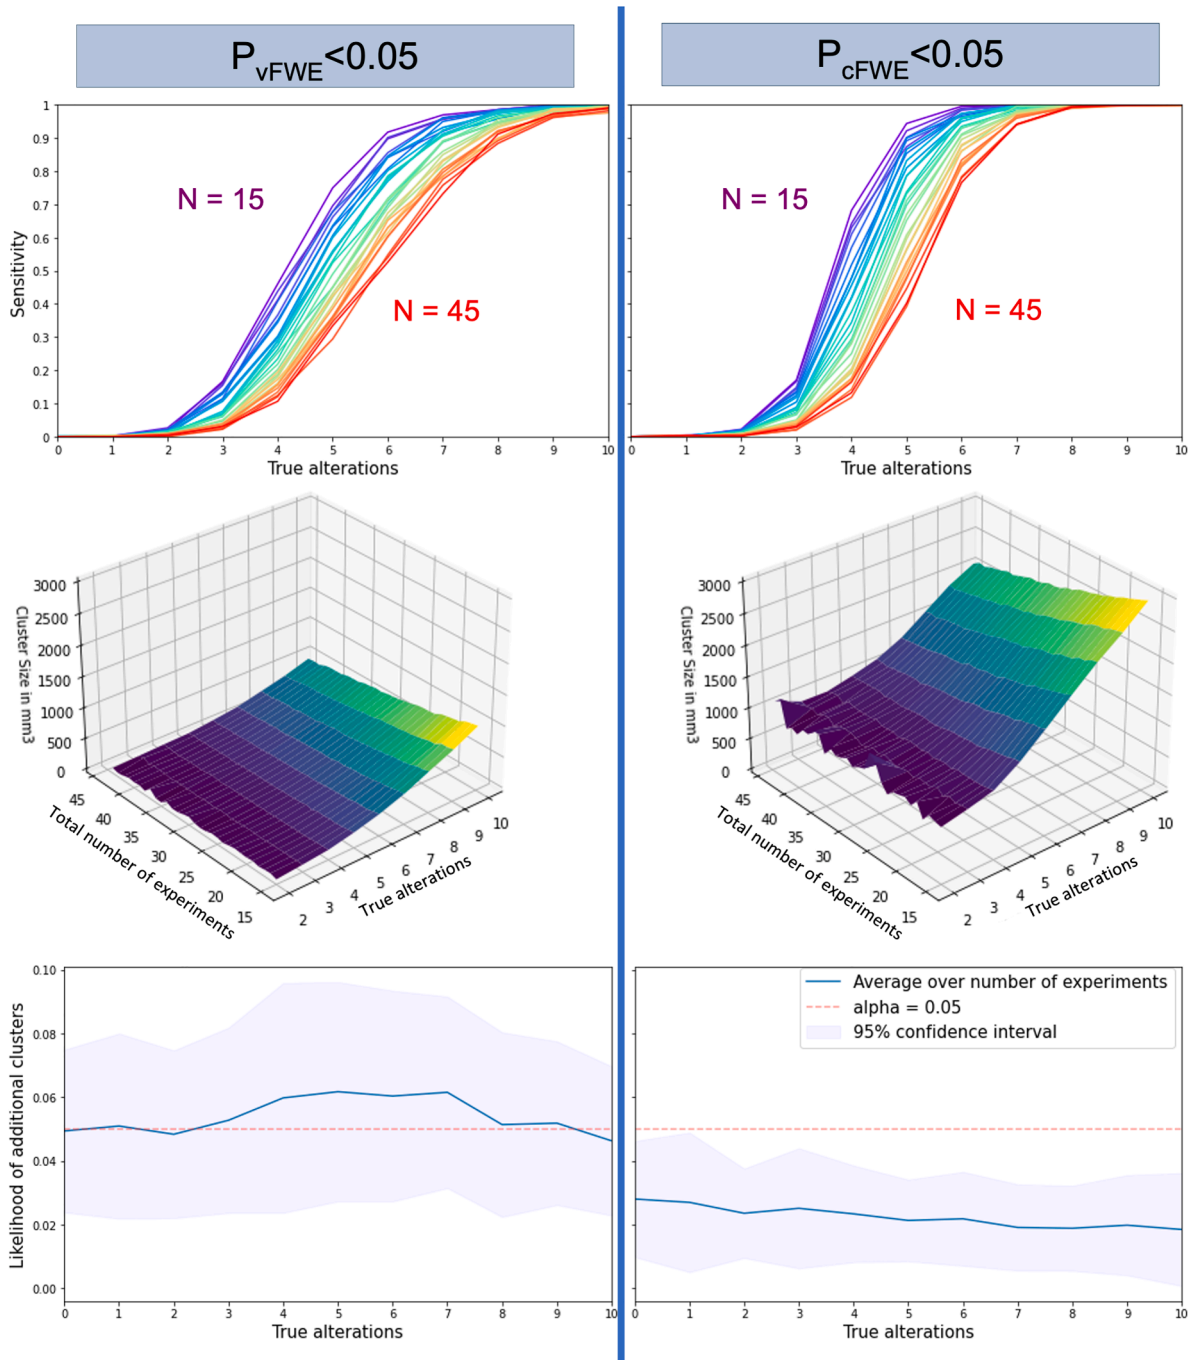 PvFWE<0.05
PcFWE<0.05
1
0.9
0.8
0.7
0.6
0.5
0.4
0.3
0.2
0.1
0
Sensitivity
N = 15
N = 45
0 1 2 3 4 5 6 7 8 9 10
True alterations
N = 15
N = 45
0 1 2 3 4 5 6 7 8 9 10
True alterations
3000
2500
2000
1500
1000
500
0
Cluster Size in mm3
45 40 35 30 25 20 15
Total number of experiments
2 3 4 5 6 7 8 9 10
True alterations
3000
2500
2000
1500
1000
500
0
Cluster Size in mm3
45 40 35 30 25 20 15
Total number of experiments
2 3 4 5 6 7 8 9 10
True alterations
0.10
0.08
0.06
0.04
0.02
0.00
Likelihood of additional clusters
0 1 2 3 4 5 6 7 8 9 10
True alterations
Average over number of experiments
alpha = 0.05
95% confidence interval
0 1 2 3 4 5 6 7 8 9 10
True alterations